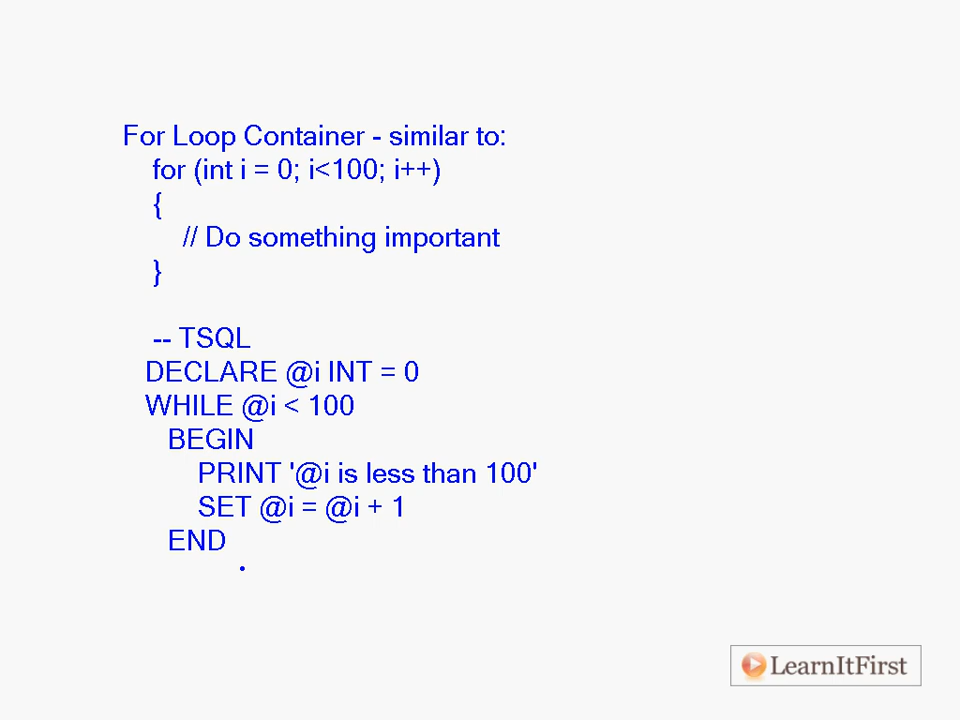 For Loop Container - similar to:
for (int i = 0; i<100; i++)
{
// Do something important
}
-- TSQL
DECLARE @i INT = 0
WHILE @i < 100
BEGIN
PRINT '@i is less than 100'
SET @i = @i + 1
END
LearnItFirst